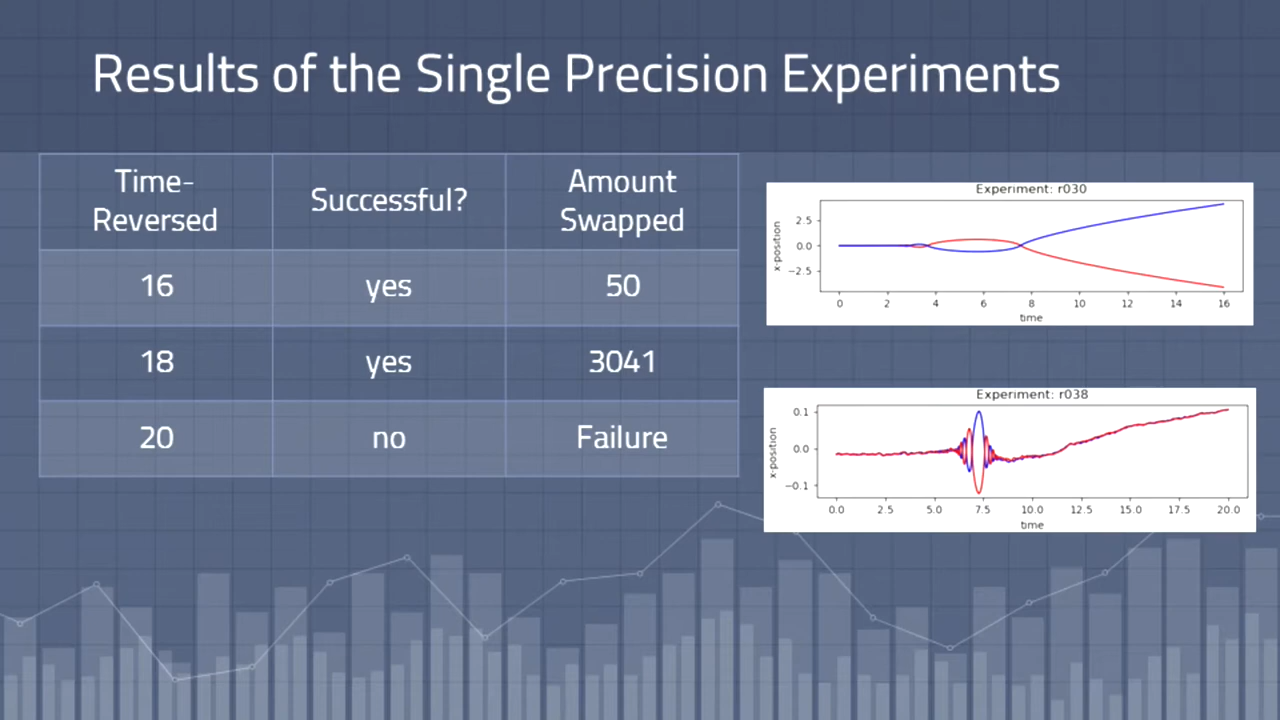 Results of the Single Precision Experiments
Time-
Reversed
Successful?
Amount
Swapped
16
yes
50
18
yes
3041
20
no
Failure
Experiment: r030
x-position
2.5
0.0
−2.5
0 2 4 6 8 10 12 14 16
time
Experiment: r038
x-position
0.1
0.0
−0.1
0.0 2.5 5.0 7.5 10.0 12.5 15.0 17.5 20.0
time